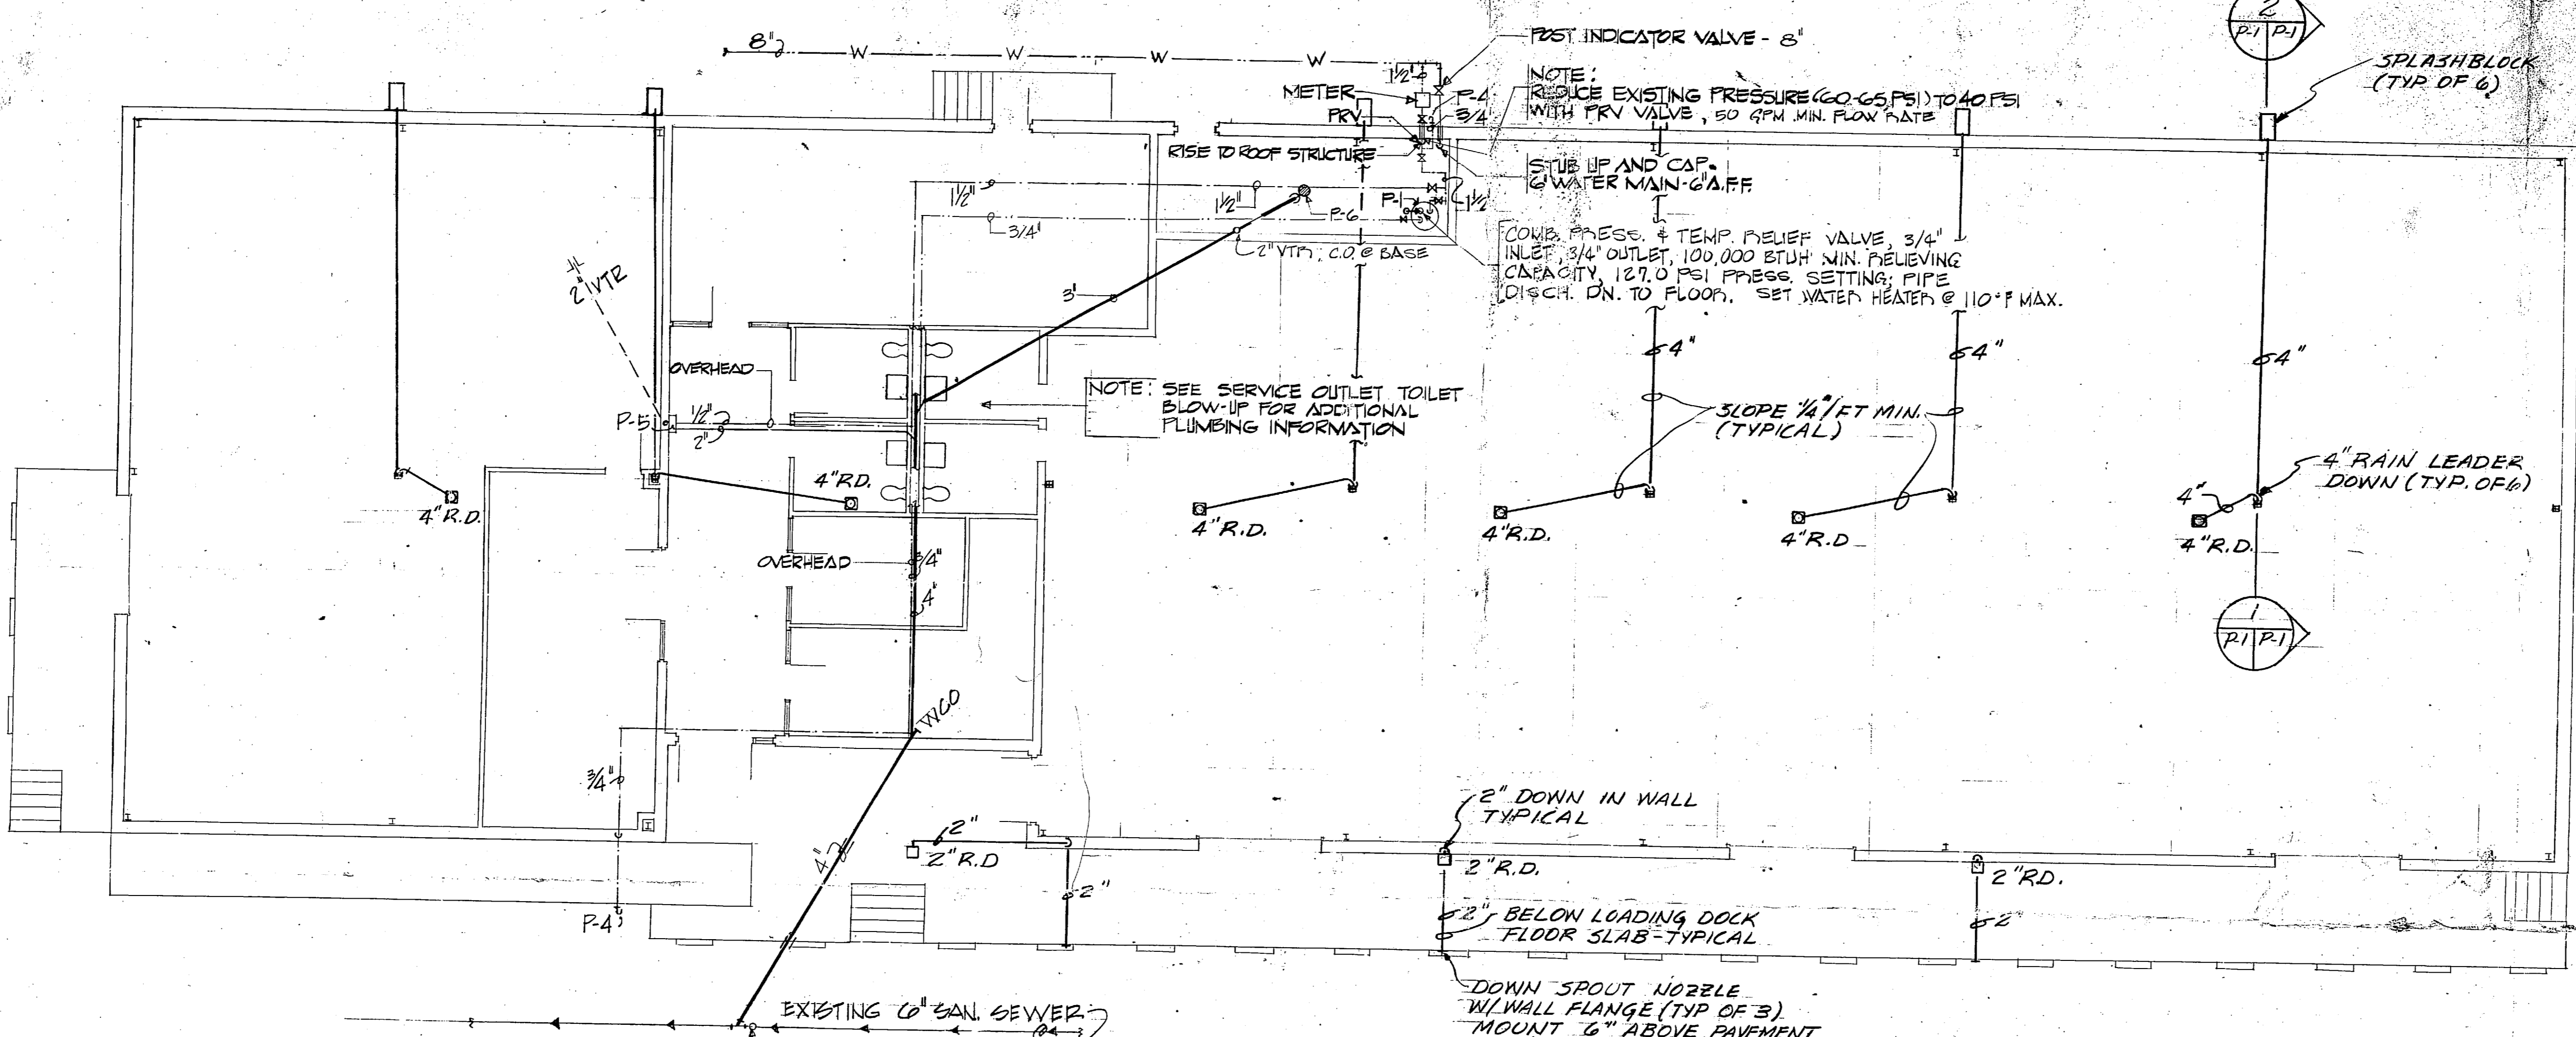 8"
W
W
W
W
1½"
POST INDICATOR VALVE - 8"
2
P-1 P-1
SPLASHBLOCK
(TYP OF 6)
METER
PRV
P-4
3/4
NOTE:
REDUCE EXISTING PRESSURE (60-65 PSI) TO 40 PSI
WITH PRV VALVE, 50 GPM MIN. FLOW RATE
RISE TO ROOF STRUCTURE
STUB UP AND CAP.
6" WATER MAIN-6" A.F.F.
1½"
1½"
P-6
P-1
1½
3/4"
2" VTR; C.O. @ BASE
COMB. PRESS. & TEMP. RELIEF VALVE, 3/4"
INLET, 3/4" OUTLET, 100,000 BTUH MIN. RELIEVING
CAPACITY, 127.0 PSI PRESS. SETTING; PIPE
DISCH. DN. TO FLOOR. SET WATER HEATER @ 110°F MAX.
2" VTR
3"
OVERHEAD
4"
4"
4"
NOTE: SEE SERVICE OUTLET TOILET
BLOW-UP FOR ADDITIONAL
PLUMBING INFORMATION
P-5
1/2"
2"
SLOPE 1/4"/FT MIN.
(TYPICAL)
4" RAIN LEADER
DOWN (TYP. OF 6)
4" R.D.
4" RD.
4" R.D.
4" R.D.
4" R.D
4"
4" R.D.
OVERHEAD
3/4"
4"
1
P-1 P-1
WCO
3/4"
2" DOWN IN WALL
TYPICAL
4"
2"
2" R.D
2" R.D.
2" RD.
2"
2" BELOW LOADING DOCK
FLOOR SLAB-TYPICAL
2"
P-4
DOWN SPOUT NOZZLE
W/ WALL FLANGE (TYP OF 3)
MOUNT 6" ABOVE PAVEMENT
EXISTING 6" SAN. SEWER